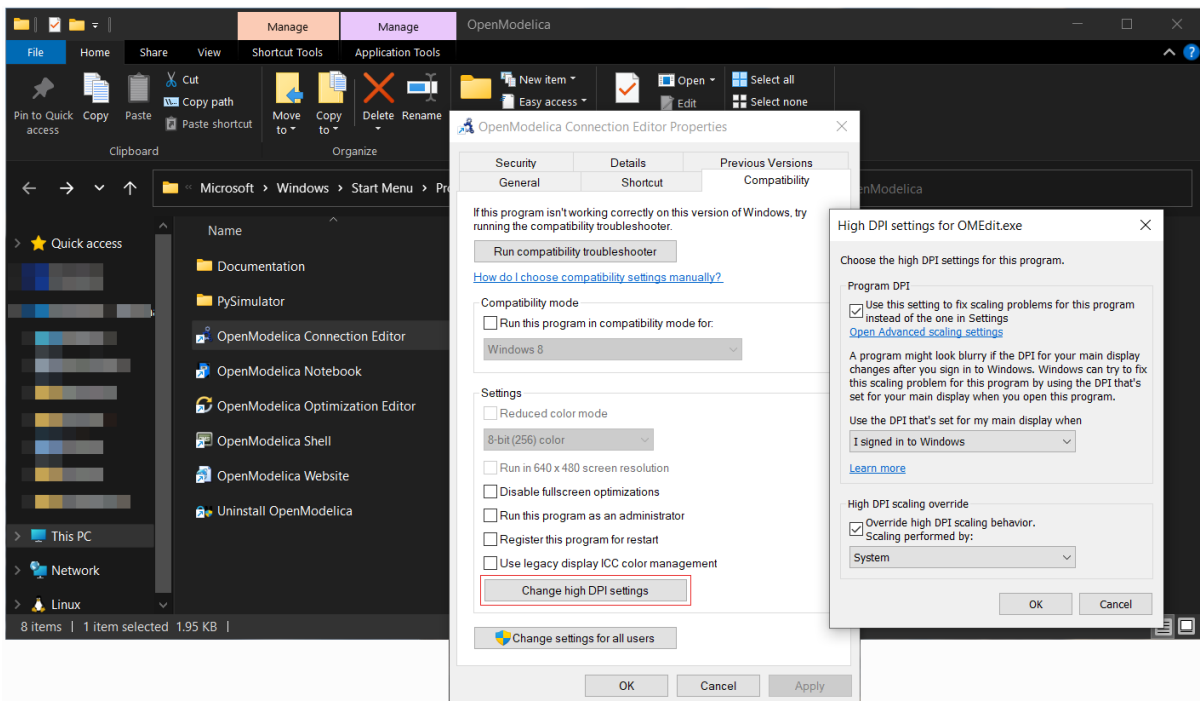 Manage
Manage
OpenModelica
File
Home
Share
View
Shortcut Tools
Application Tools
Pin to Quick
access
Copy
Paste
Cut
Copy path
Paste shortcut
Clipboard
Move
to
Copy
to
Delete
Rename
Organize
New item
Easy access
Open
Edit
Select all
Select none
« Microsoft > Windows > Start Menu > Pr
enModelica
Quick access
This PC
Network
Linux
Name
Documentation
PySimulator
OpenModelica Connection Editor
OpenModelica Notebook
OpenModelica Optimization Editor
OpenModelica Shell
OpenModelica Website
Uninstall OpenModelica
8 items | 1 item selected 1.95 KB |
OpenModelica Connection Editor Properties
Security
Details
Previous Versions
General
Shortcut
Compatibility
If this program isn't working correctly on this version of Windows, try
running the compatibility troubleshooter.
Run compatibility troubleshooter
How do I choose compatibility settings manually?
Compatibility mode
Run this program in compatibility mode for:
Windows 8
Settings
Reduced color mode
8-bit (256) color
Run in 640 x 480 screen resolution
Disable fullscreen optimizations
Run this program as an administrator
Register this program for restart
Use legacy display ICC color management
Change high DPI settings
Change settings for all users
OK
Cancel
Apply
High DPI settings for OMEdit.exe
Choose the high DPI settings for this program.
Program DPI
Use this setting to fix scaling problems for this program
instead of the one in Settings
Open Advanced scaling settings
A program might look blurry if the DPI for your main display
changes after you sign in to Windows. Windows can try to fix
this scaling problem for this program by using the DPI that's
set for your main display when you open this program.
Use the DPI that's set for my main display when
I signed in to Windows
Learn more
High DPI scaling override
Override high DPI scaling behavior.
Scaling performed by:
System
OK
Cancel